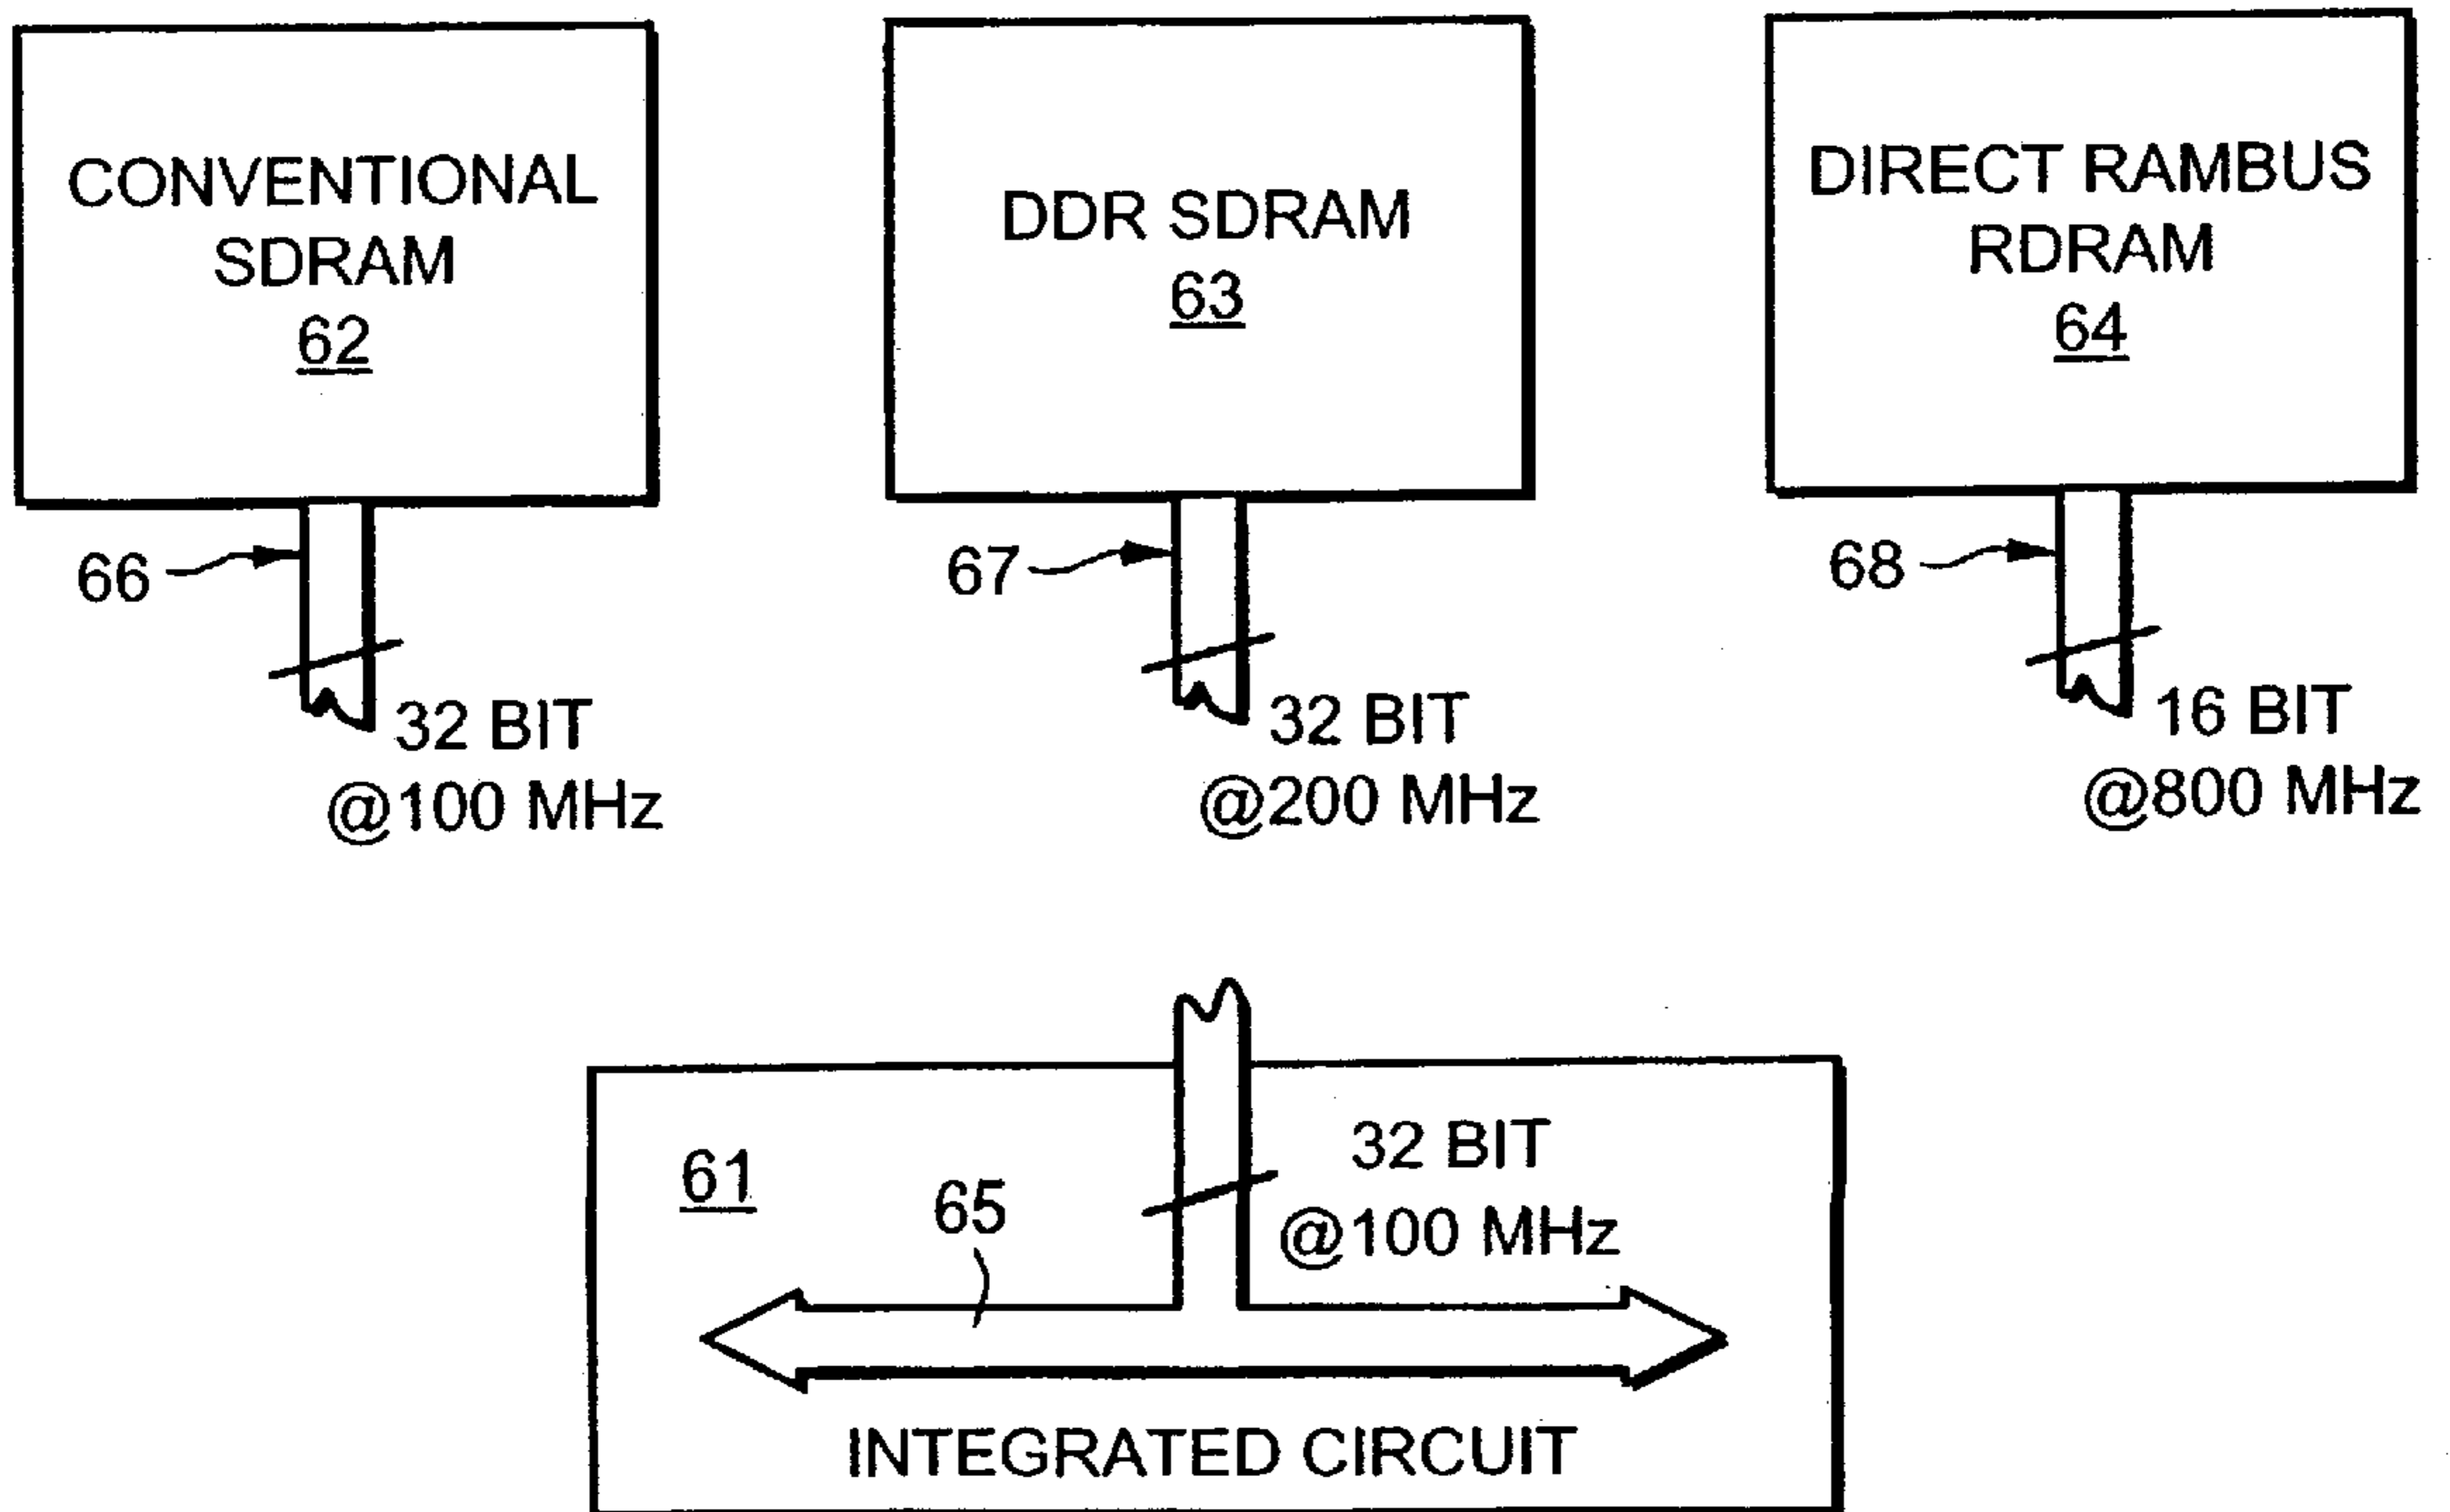 CONVENTIONAL
SDRAM
62
DDR SDRAM
63
DIRECT RAMBUS
RDRAM
64
66
32 BIT
@100 MHz
67
32 BIT
@200 MHz
68
16 BIT
@800 MHz
61
65
32 BIT
@100 MHz
INTEGRATED CIRCUIT